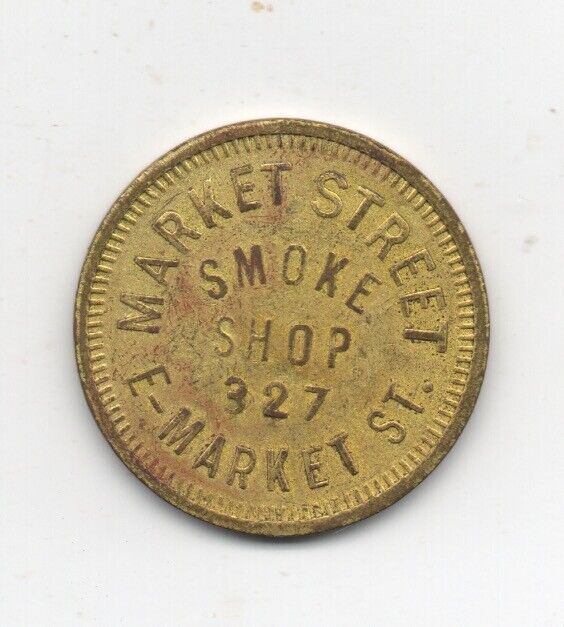 MARKET STREET
SMOKE
SHOP
327
E-MARKET ST.